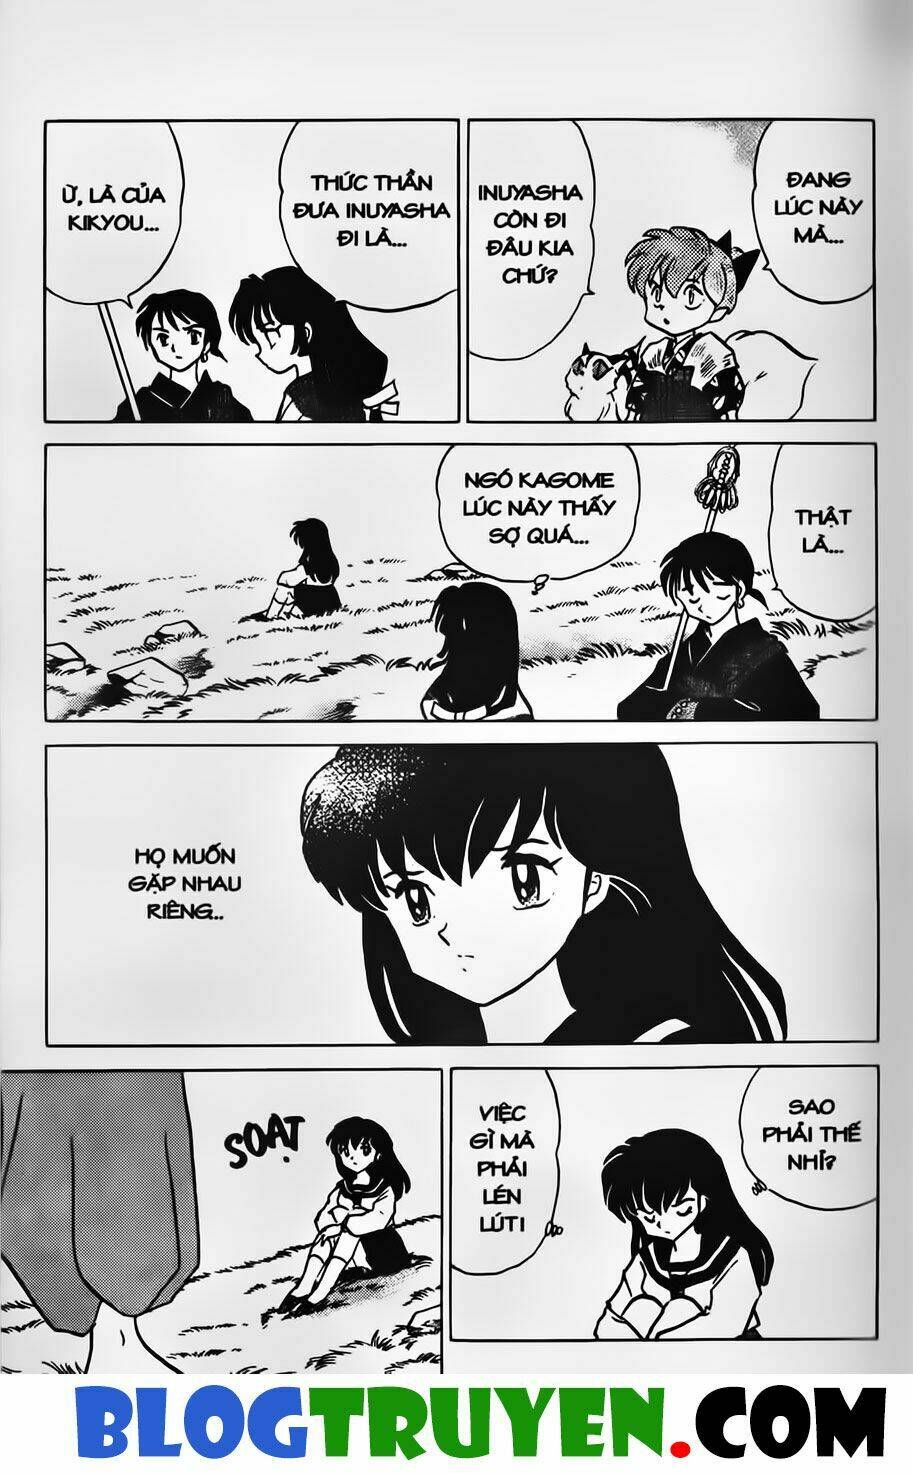 ĐANG
LÚC NÀY
MÀ...
INUYASHA
CÒN ĐI
ĐÂU KIA
CHỨ?
THỨC THẦN
ĐƯA INUYASHA
ĐI LÀ...
Ừ, LÀ CỦA
KIKYOU...
THẬT
LÀ...
NGÓ KAGOME
LÚC NÀY THẤY
SỢ QUÁ...
HỌ MUỐN
GẶP NHAU
RIÊNG...
SAO
PHẢI THẾ
NHỈ?
VIỆC
GÌ MÀ
PHẢI
LÉN
LÚT!
SOẠT
BLOGTRUYEN.COM